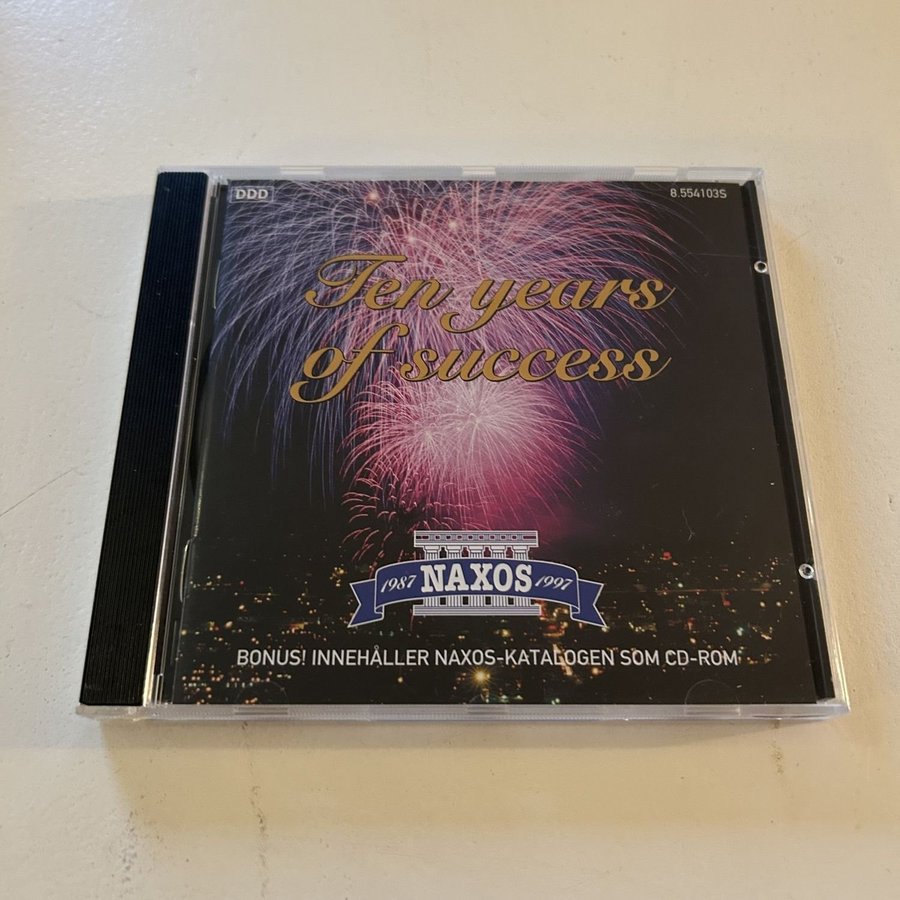 DDD
8.554103S
Ten years
of success
1987 NAXOS 1997
BONUS! INNEHÅLLER NAXOS-KATALOGEN SOM CD-ROM